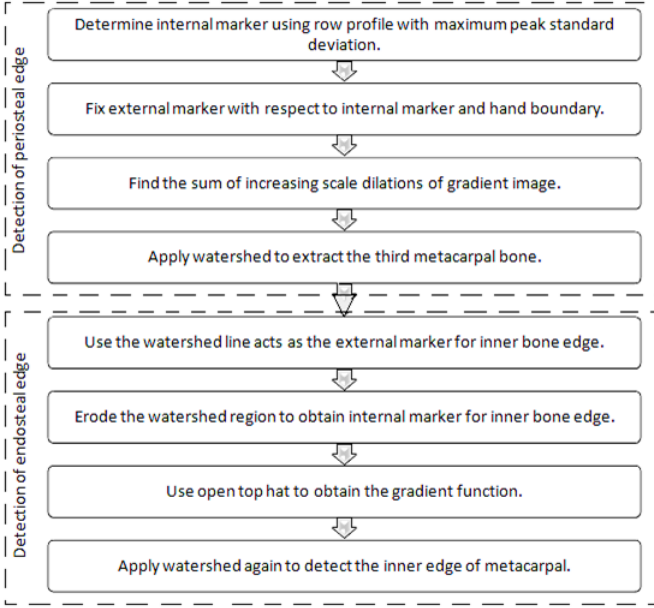 Detection of periosteal edge
Determine internal marker using row profile with maximum peak standard
deviation.
Fix external marker with respect to internal marker and hand boundary.
Find the sum of increasing scale dilations of gradient image.
Apply watershed to extract the third metacarpal bone.
Detection of endosteal edge
Use the watershed line acts as the external marker for inner bone edge.
Erode the watershed region to obtain internal marker for inner bone edge.
Use open top hat to obtain the gradient function.
Apply watershed again to detect the inner edge of metacarpal.